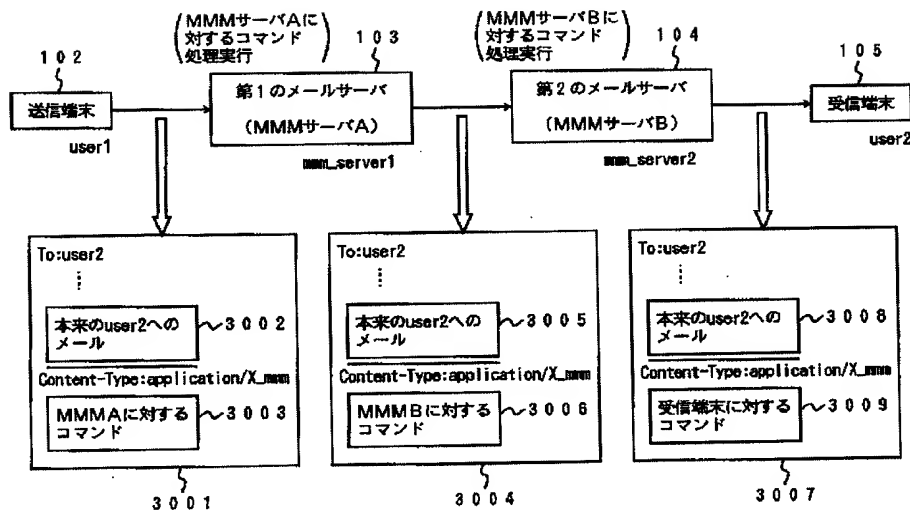 (MMMサーバAに
対するコマンド
処理実行)
(MMMサーバBに
対するコマンド
処理実行)
102
103
104
105
送信端末
第1のメールサーバ
(MMMサーバA)
第2のメールサーバ
(MMMサーバB)
受信端末
user1
mmm_server1
mmm_server2
user2
To:user2
本来のuser2への
メール
3002
Content-Type:application/X_mmm
MMMAに対する
コマンド
3003
3001
To:user2
本来のuser2への
メール
3005
Content-Type:application/X_mmm
MMMBに対する
コマンド
3006
3004
To:user2
本来のuser2への
メール
3008
Content-Type:application/X_mmm
受信端末に対する
コマンド
3009
3007